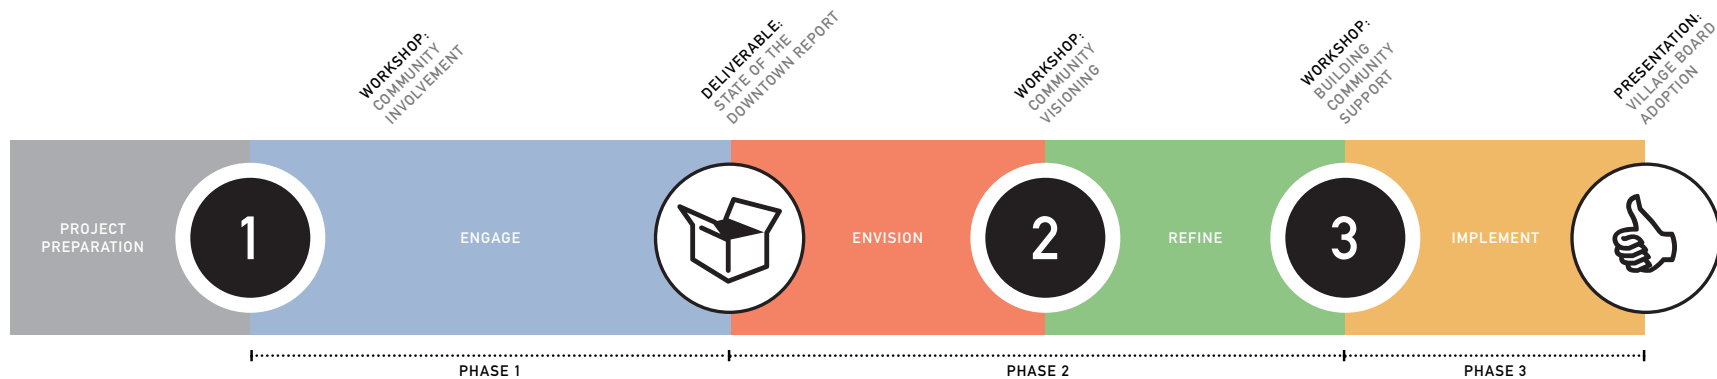 WORKSHOP:
COMMUNITY
INVOLVEMENT
DELIVERABLE:
STATE OF THE
DOWNTOWN REPORT
WORKSHOP:
COMMUNITY
VISIONING
WORKSHOP:
BUILDING
COMMUNITY
SUPPORT
PRESENTATION:
VILLAGE BOARD
ADOPTION
PROJECT
PREPARATION
1
ENGAGE
ENVISION
2
REFINE
3
IMPLEMENT
PHASE 1
PHASE 2
PHASE 3